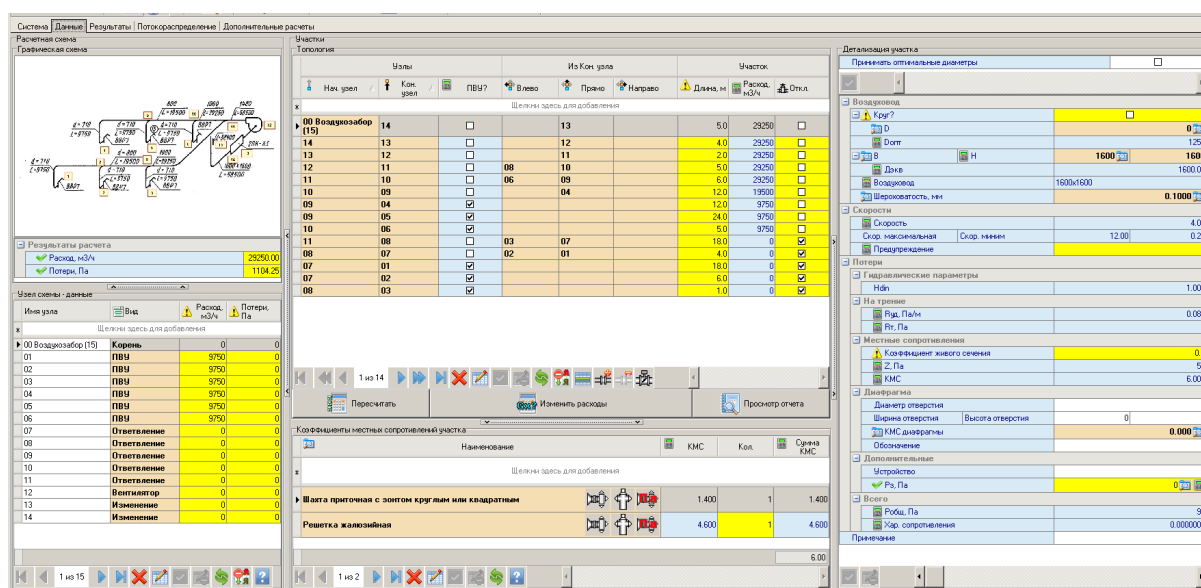 Система Данные Результаты Потокораспределение Дополнительные расчеты
Расчетная схема
Графическая схема
Результаты расчета
Расход, м3/ч 29250.00
Потери, Па 1104.25
Узел схемы - данные
Имя узла Вид Расход, м3/ч Потери, Па
Щелкни здесь для добавления
00 Воздухозабор (15) Корень 0 0
01 ПВУ 9750 0
02 ПВУ 9750 0
03 ПВУ 9750 0
04 ПВУ 9750 0
05 ПВУ 9750 0
06 ПВУ 9750 0
07 Ответвление 0 0
08 Ответвление 0 0
09 Ответвление 0 0
10 Ответвление 0 0
11 Ответвление 0 0
12 Вентилятор 0 0
13 Изменение 0 0
14 Изменение 0 0
1 из 15
Участки
Топология
Узлы Из Кон. узла Участок
Нач. узел Кон. узел ПВУ? Влево Прямо Направо Длина, м Расход, м3/ч Откл.
Щелкни здесь для добавления
00 Воздухозабор (15) 14 13 5.0 29250
14 13 12 4.0 29250
13 12 11 2.0 29250
12 11 08 10 5.0 29250
11 10 06 09 6.0 29250
10 09 04 12.0 19500
09 04 12.0 9750
09 05 24.0 9750
10 06 5.0 9750
11 08 03 07 18.0 0
08 07 02 01 4.0 0
07 01 18.0 0
07 02 6.0 0
08 03 1.0 0
1 из 14
Пересчитать Изменить расходы Просмотр отчета
Коэффициенты местных сопротивлений участка
Наименование КМС Кол. Сумма КМС
Щелкни здесь для добавления
Шахта приточная с зонтом круглым или квадратным 1.400 1 1.400
Решетка жалюзийная 4.600 1 4.600
6.00
1 из 2
Детализация участка
Принимать оптимальные диаметры
Воздуховод
Круг?
D 0
Dопт 125
B H 1600 160
Dэкв 1600.0
Воздуховод 1600x1600
Шероховатость, мм 0.1000
Скорости
Скорость 4.0
Скор. максимальная Скор. миним 12.00 0.2
Предупреждение
Потери
Гидравлические параметры
Hdin 1.00
На трение
Rуд, Па/м 0.08
Rт, Па
Местные сопротивления
Коэффициент живого сечения 0.
Z, Па 5
КМС 6.00
Диафрагма
Диаметр отверстия
Ширина отверстия Высота отверстия 0
КМС диафрагмы 0.000
Обозначение
Дополнительные
Устройство
Рэ, Па 0
Всего
Pобщ, Па 9
Хар. сопротивления 0.000000
Примечание